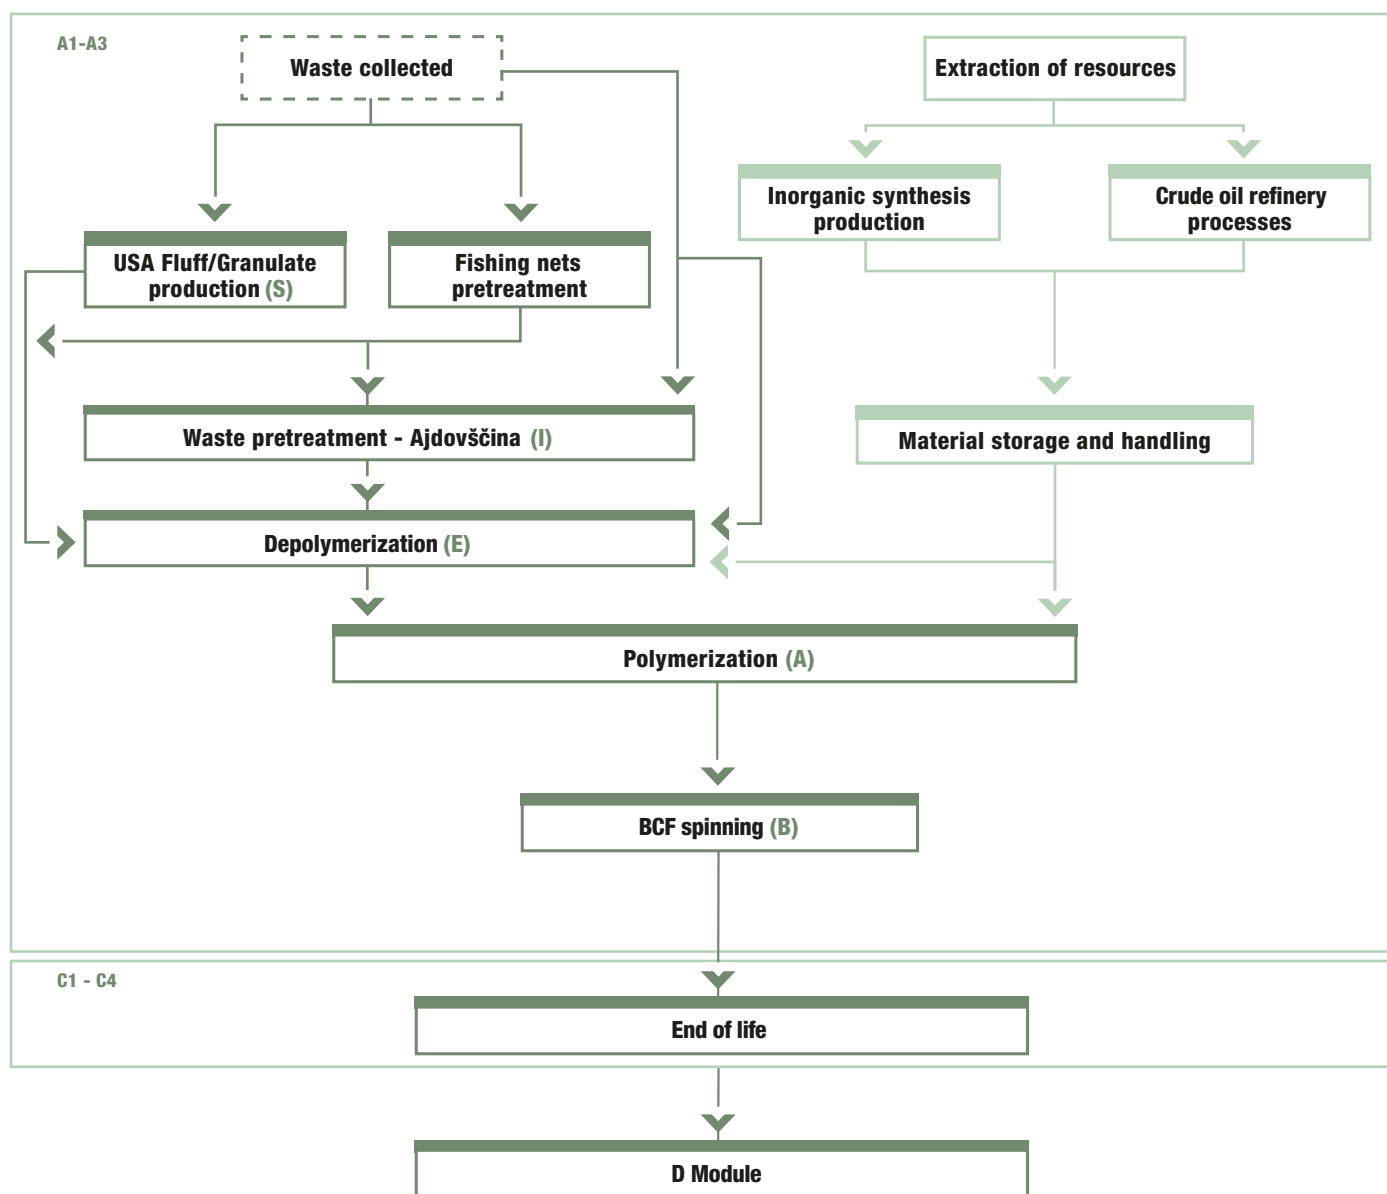 A1-A3
Waste collected
Extraction of resources
Inorganic synthesis
production
Crude oil refinery
processes
USA Fluff/Granulate
production (S)
Fishing nets
pretreatment
Waste pretreatment - Ajdovščina (I)
Material storage and handling
Depolymerization (E)
Polymerization (A)
BCF spinning (B)
C1 - C4
End of life
D Module